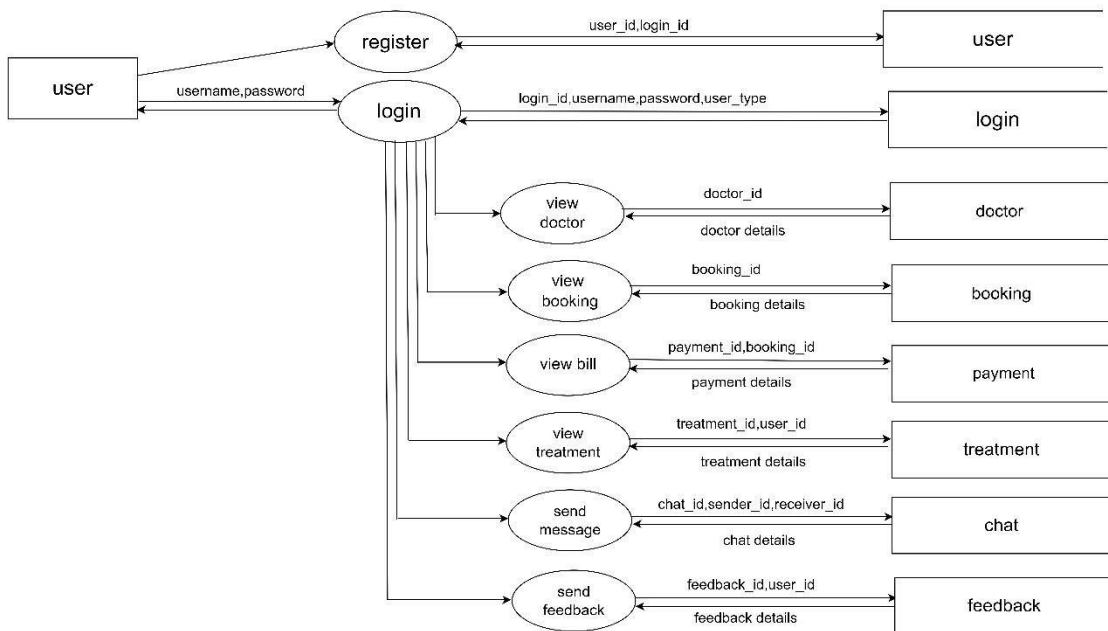 user_id,login_id
register
user
user
username,password
login
login_id,username,password,user_type
login
view
doctor
doctor_id
doctor details
doctor
view
booking
booking_id
booking details
booking
view bill
payment_id,booking_id
payment details
payment
view
treatment
treatment_id,user_id
treatment details
treatment
send
message
chat_id,sender_id,receiver_id
chat details
chat
send
feedback
feedback_id,user_id
feedback details
feedback